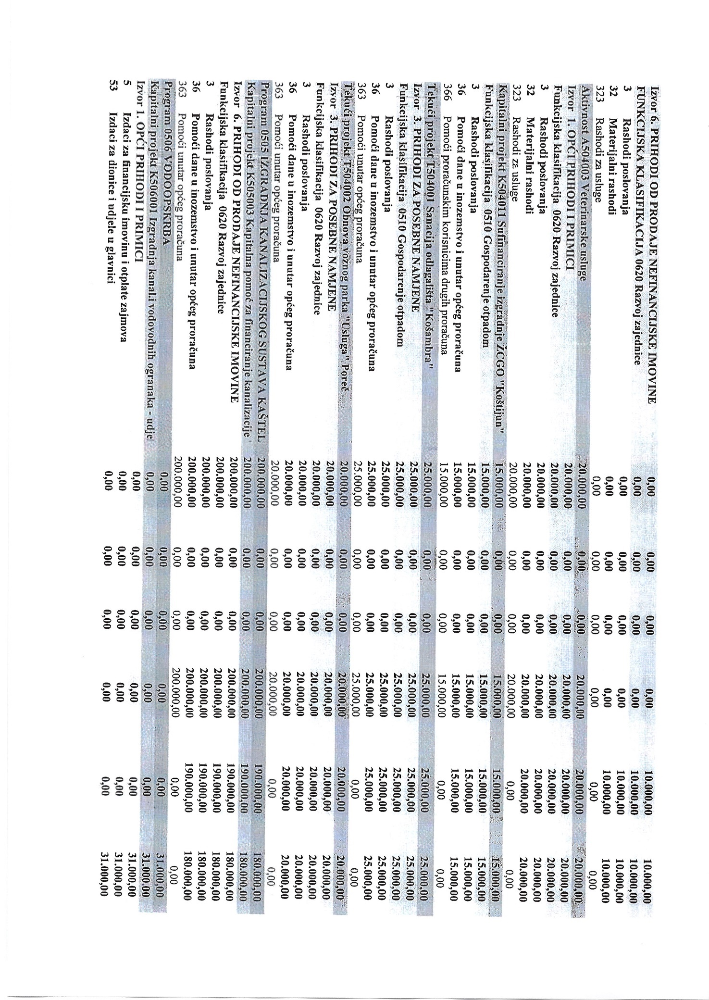 Izvor 6. PRIHODI OD PRODAJE NEFINANCIJSKE IMOVINE 0,00 0,00 0,00 0,00 10.000,00 10.000,00
FUNKCIJSKA KLASIFIKACIJA 0620 Razvoj zajednice 0,00 0,00 0,00 0,00 10.000,00 10.000,00
3 Rashodi poslovanja 0,00 0,00 0,00 0,00 10.000,00 10.000,00
32 Materijalni rashodi 0,00 0,00 0,00 0,00 10.000,00 10.000,00
323 Rashodi za usluge 0,00 0,00 0,00 0,00 0,00 0,00
Aktivnost A504003 Veterinarske usluge 20.000,00 0,00 0,00 20.000,00 20.000,00 20.000,00
Izvor 1. OPĆI PRIHODI I PRIMICI 20.000,00 0,00 0,00 20.000,00 20.000,00 20.000,00
Funkcijska klasifikacija 0620 Razvoj zajednice 20.000,00 0,00 0,00 20.000,00 20.000,00 20.000,00
3 Rashodi poslovanja 20.000,00 0,00 0,00 20.000,00 20.000,00 20.000,00
32 Materijalni rashodi 20.000,00 0,00 0,00 20.000,00 20.000,00 20.000,00
323 Rashodi za usluge 20.000,00 0,00 0,00 20.000,00 0,00 0,00
Kapitalni projekt K504011 Sufinanciranje izgradnje ŽCGO "Koštijun" 15.000,00 0,00 0,00 15.000,00 15.000,00 15.000,00
Funkcijska klasifikacija 0510 Gospodarenje otpadom 15.000,00 0,00 0,00 15.000,00 15.000,00 15.000,00
3 Rashodi poslovanja 15.000,00 0,00 0,00 15.000,00 15.000,00 15.000,00
36 Pomoći dane u inozemstvo i unutar općeg proračuna 15.000,00 0,00 0,00 15.000,00 15.000,00 15.000,00
366 Pomoći proračunskim korisnicima drugih proračuna 15.000,00 0,00 0,00 15.000,00 0,00 0,00
Tekući projekt T504001 Sanacija odlagališta "Košambra" 25.000,00 0,00 0,00 25.000,00 25.000,00 25.000,00
Izvor 3. PRIHODI ZA POSEBNE NAMJENE 25.000,00 0,00 0,00 25.000,00 25.000,00 25.000,00
Funkcijska klasifikacija 0510 Gospodarenje otpadom 25.000,00 0,00 0,00 25.000,00 25.000,00 25.000,00
3 Rashodi poslovanja 25.000,00 0,00 0,00 25.000,00 25.000,00 25.000,00
36 Pomoći dane u inozemstvo i unutar općeg proračuna 25.000,00 0,00 0,00 25.000,00 25.000,00 25.000,00
363 Pomoći unutar općeg proračuna 25.000,00 0,00 0,00 25.000,00 0,00 0,00
Tekući projekt T504002 Obnova voznog parka "Usluga" Poreč 20.000,00 0,00 0,00 20.000,00 20.000,00 20.000,00
Izvor 3. PRIHODI ZA POSEBNE NAMJENE 20.000,00 0,00 0,00 20.000,00 20.000,00 20.000,00
Funkcijska klasifikacija 0620 Razvoj zajednice 20.000,00 0,00 0,00 20.000,00 20.000,00 20.000,00
3 Rashodi poslovanja 20.000,00 0,00 0,00 20.000,00 20.000,00 20.000,00
36 Pomoći dane u inozemstvo i unutar općeg proračuna 20.000,00 0,00 0,00 20.000,00 20.000,00 20.000,00
363 Pomoći unutar općeg proračuna 20.000,00 0,00 0,00 20.000,00 0,00 0,00
Program 0505 IZGRADNJA KANALIZACIJSKOG SUSTAVA KAŠTEL 200.000,00 0,00 0,00 200.000,00 190.000,00 180.000,00
Kapitalni projekt K505003 Kapitalna pomoć za financiranje kanalizacije ' 200.000,00 0,00 0,00 200.000,00 190.000,00 180.000,00
Izvor 6. PRIHODI OD PRODAJE NEFINANCIJSKE IMOVINE 200.000,00 0,00 0,00 200.000,00 190.000,00 180.000,00
Funkcijska klasifikacija 0620 Razvoj zajednice 200.000,00 0,00 0,00 200.000,00 190.000,00 180.000,00
3 Rashodi poslovanja 200.000,00 0,00 0,00 200.000,00 190.000,00 180.000,00
36 Pomoći dane u inozemstvo i unutar općeg proračuna 200.000,00 0,00 0,00 200.000,00 190.000,00 180.000,00
363 Pomoći unutar općeg proračuna 200.000,00 0,00 0,00 200.000,00 0,00 0,00
Program 0506 VODOOPSKRBA 0,00 0,00 0,00 0,00 0,00 31.000,00
Kapitalni projekt K506001 Izgradnja kanal.i vodovodnih ogranaka - udjel 0,00 0,00 0,00 0,00 0,00 31.000,00
Izvor 1. OPĆI PRIHODI I PRIMICI 0,00 0,00 0,00 0,00 0,00 31.000,00
5 Izdaci za financijsku imovinu i otplate zajmova 0,00 0,00 0,00 0,00 0,00 31.000,00
53 Izdaci za dionice i udjele u glavnici 0,00 0,00 0,00 0,00 0,00 31.000,00